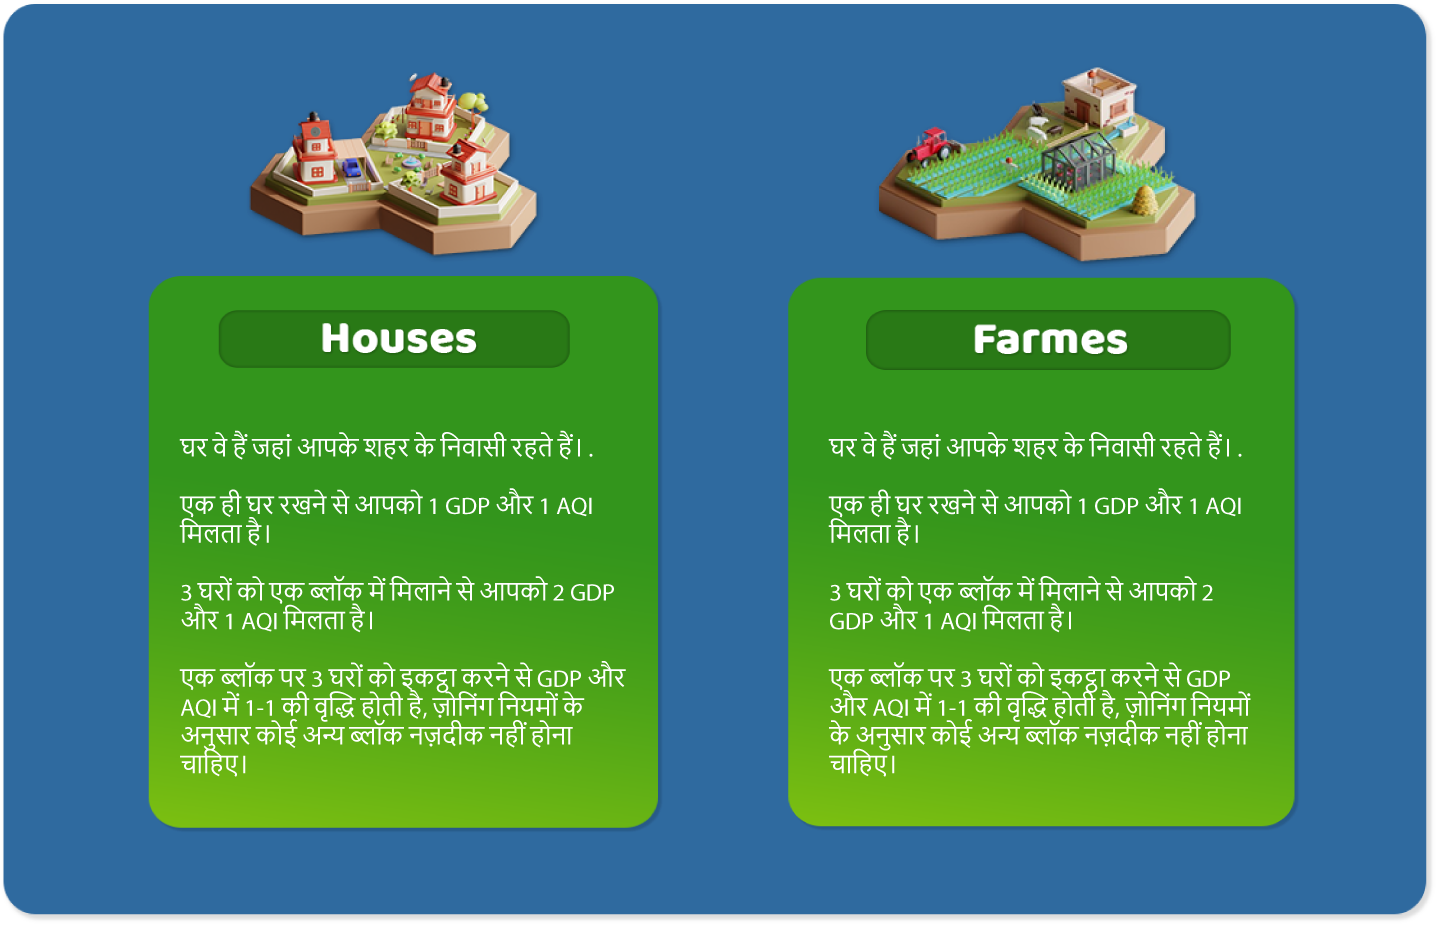 Houses
घर वे हैं जहां आपके शहर के निवासी रहते हैं। .
एक ही घर रखने से आपको 1 GDP और 1 AQI
मिलता है।
3 घरों को एक ब्लॉक में मिलाने से आपको 2 GDP
और 1 AQI मिलता है।
एक ब्लॉक पर 3 घरों को इकट्ठा करने से GDP और
AQI में 1-1 की वृद्धि होती है, ज़ोनिंग नियमों के
अनुसार कोई अन्य ब्लॉक नज़दीक नहीं होना
चाहिए।
Farmes
घर वे हैं जहां आपके शहर के निवासी रहते हैं। .
एक ही घर रखने से आपको 1 GDP और 1 AQI
मिलता है।
3 घरों को एक ब्लॉक में मिलाने से आपको 2
GDP और 1 AQI मिलता है।
एक ब्लॉक पर 3 घरों को इकट्ठा करने से GDP
और AQI में 1-1 की वृद्धि होती है, ज़ोनिंग नियमों
के अनुसार कोई अन्य ब्लॉक नज़दीक नहीं होना
चाहिए।